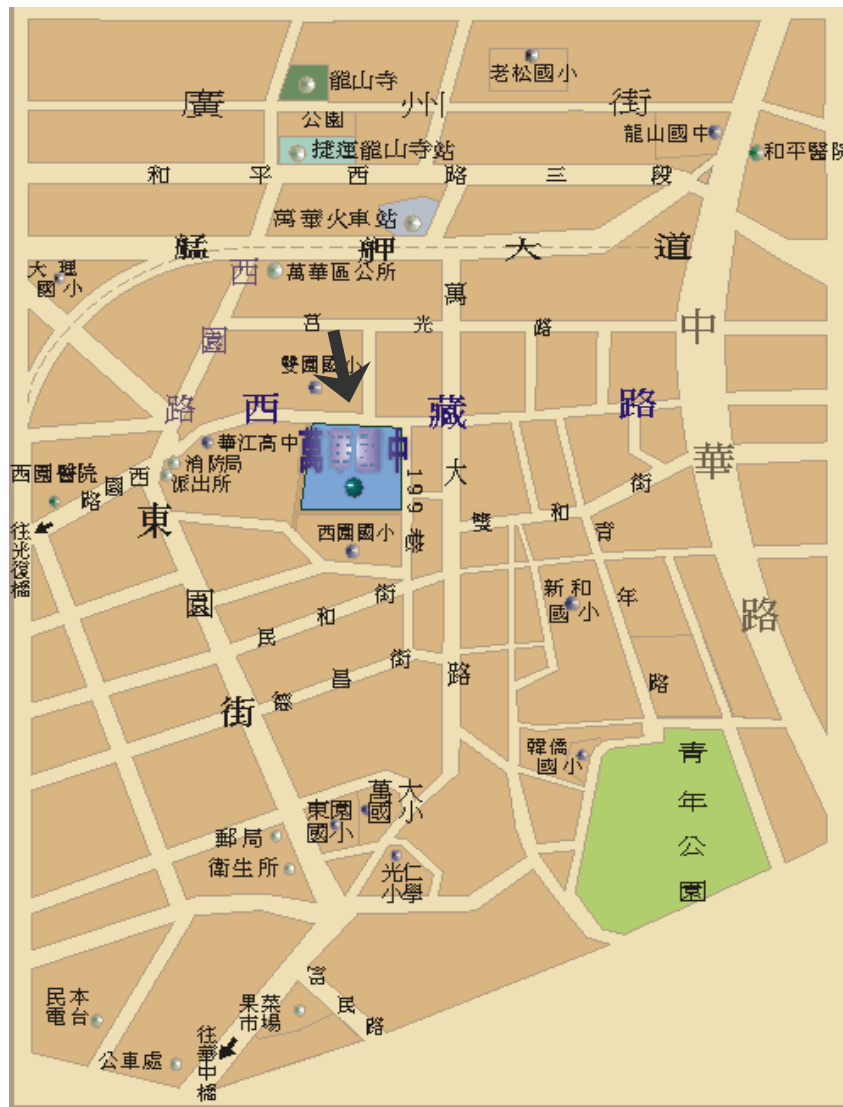 龍山寺
老松國小
廣州街
公園
龍山國中
捷運龍山寺站
和平醫院
和平西路三段
萬華火車站
艋舺大道
大理
國小
萬華區公所
西園路
萬大路
莒光路
中華路
雙園國小
西藏路
華江高中
萬華國中
消防局
派出所
西園醫院
西園路
199巷
東園街
往光復橋
西園國小
雙和街
青年路
新和
國小
民和街
德昌街
韓僑
國小
青年公園
萬大
國小
東園
國小
郵局
衛生所
光仁
小學
富民路
民本
電台
果菜
市場
往華中橋
公車處